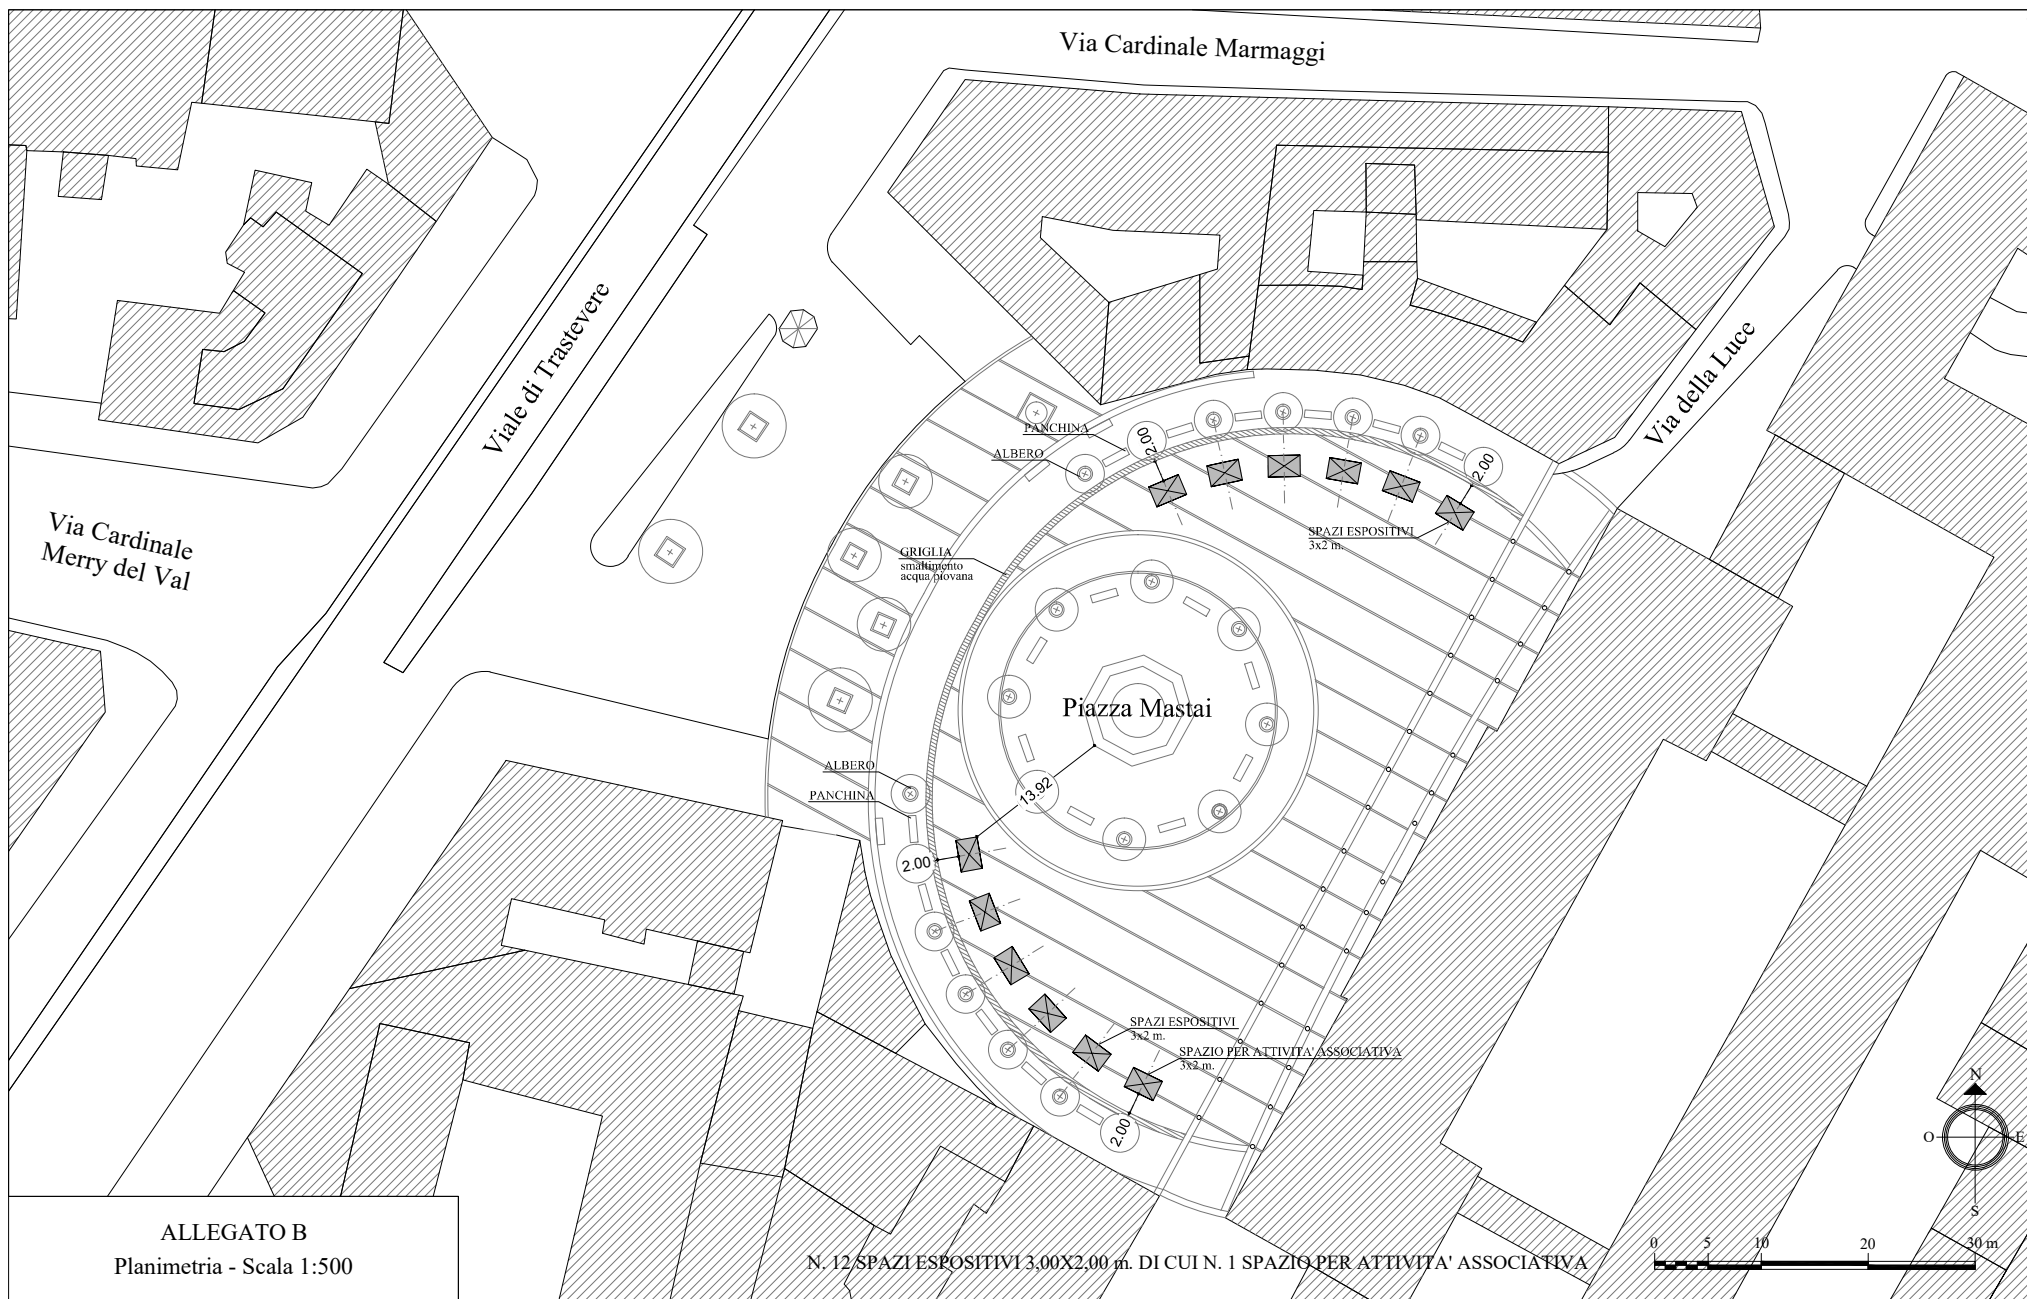 Via Cardinale Marmaggi
Viale di Trastevere
Via della Luce
Via Cardinale
Merry del Val
PANCHINA
2.00
ALBERO
2.00
SPAZI ESPOSITIVI
3x2 m.
GRIGLIA
smaltimento
acqua piovana
Piazza Mastai
ALBERO
PANCHINA
13.92
2.00
SPAZI ESPOSITIVI
3x2 m.
SPAZIO PER ATTIVITA' ASSOCIATIVA
3x2 m.
2.00
N
O
E
S
ALLEGATO B
Planimetria - Scala 1:500
N. 12 SPAZI ESPOSITIVI 3,00X2,00 m. DI CUI N. 1 SPAZIO PER ATTIVITA' ASSOCIATIVA
0 5 10 20 30 m